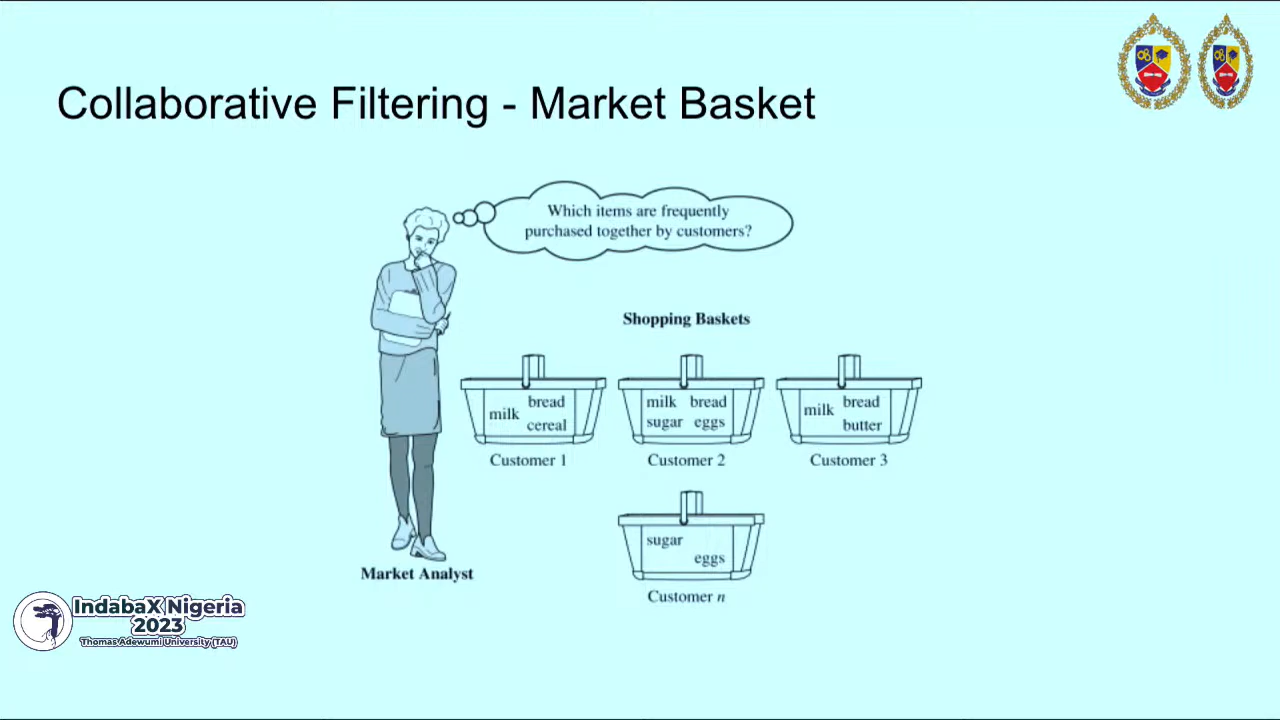 Collaborative Filtering - Market Basket
Which items are frequently
purchased together by customers?
Shopping Baskets
milk
bread
cereal
Customer 1
milk bread
sugar eggs
Customer 2
milk
bread
butter
Customer 3
sugar
eggs
Customer n
Market Analyst
IndabaX Nigeria
2023
Thomas Adewumi University (TAU)